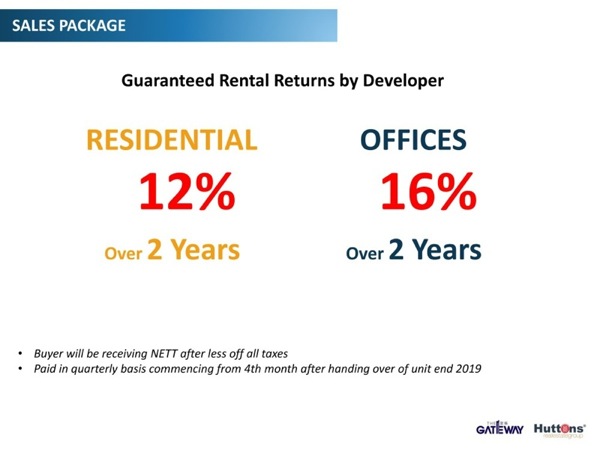 SALES PACKAGE
Guaranteed Rental Returns by Developer
RESIDENTIAL
12%
Over 2 Years
OFFICES
16%
Over 2 Years
• Buyer will be receiving NETT after less off all taxes
• Paid in quarterly basis commencing from 4th month after handing over of unit end 2019
GATEWAY
Huttons®